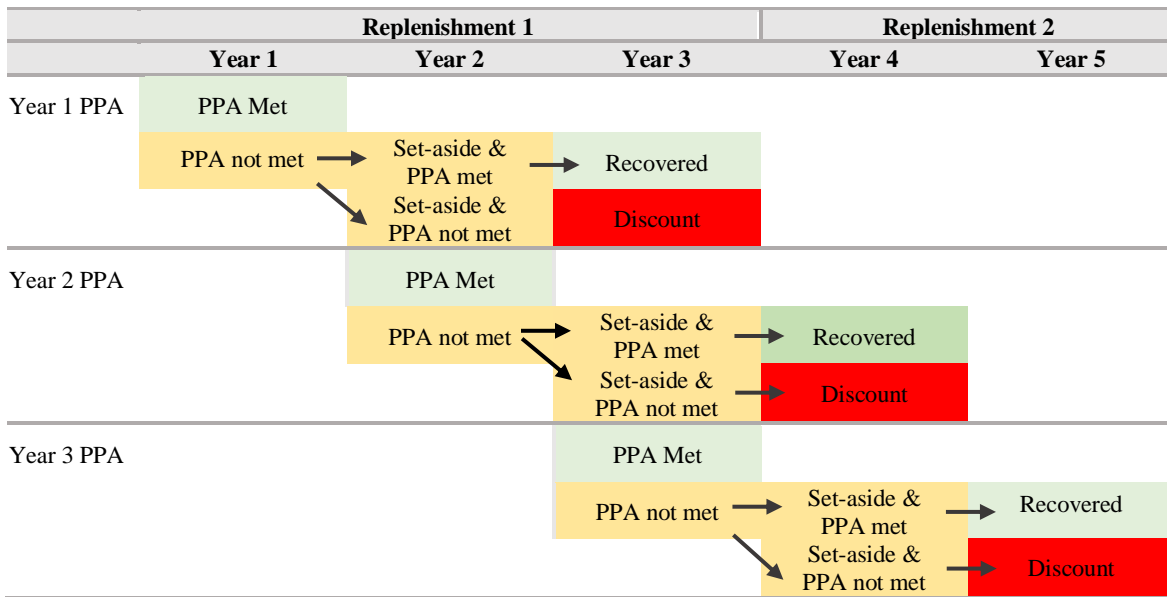 Replenishment 1 Replenishment 2
Year 1 Year 2 Year 3 Year 4 Year 5
Year 1 PPA PPA Met
PPA not met Set-aside & PPA met Recovered
Set-aside & PPA not met Discount
Year 2 PPA PPA Met
PPA not met Set-aside & PPA met Recovered
Set-aside & PPA not met Discount
Year 3 PPA PPA Met
PPA not met Set-aside & PPA met Recovered
Set-aside & PPA not met Discount